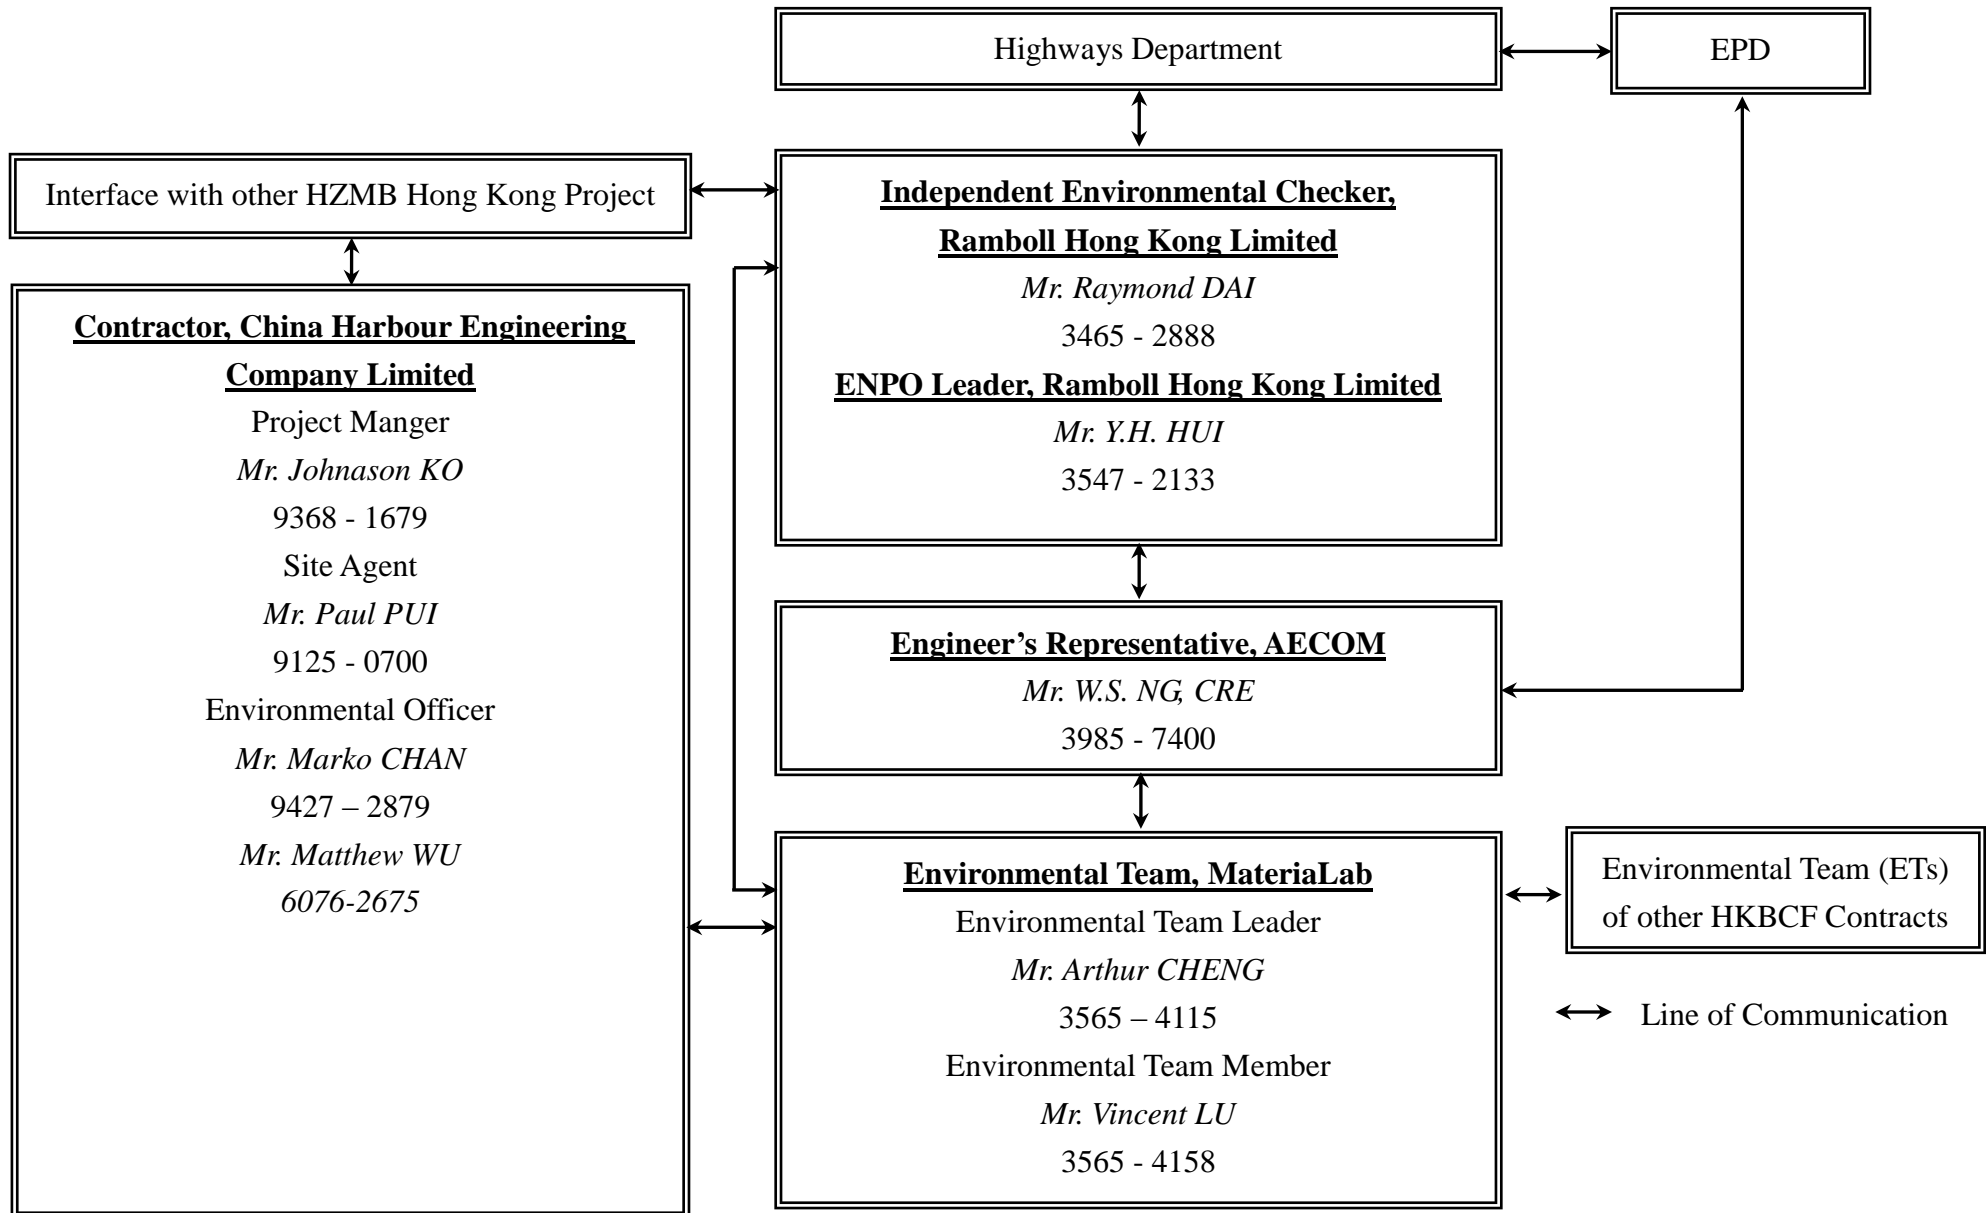 Highways Department
EPD
Interface with other HZMB Hong Kong Project
Independent Environmental Checker,
Ramboll Hong Kong Limited
Mr. Raymond DAI
3465 - 2888
ENPO Leader, Ramboll Hong Kong Limited
Mr. Y.H. HUI
3547 - 2133
Contractor, China Harbour Engineering
Company Limited
Project Manger
Mr. Johnason KO
9368 - 1679
Site Agent
Mr. Paul PUI
9125 - 0700
Environmental Officer
Mr. Marko CHAN
9427 – 2879
Mr. Matthew WU
6076-2675
Engineer’s Representative, AECOM
Mr. W.S. NG, CRE
3985 - 7400
Environmental Team, MateriaLab
Environmental Team Leader
Mr. Arthur CHENG
3565 – 4115
Environmental Team Member
Mr. Vincent LU
3565 - 4158
Environmental Team (ETs)
of other HKBCF Contracts
Line of Communication